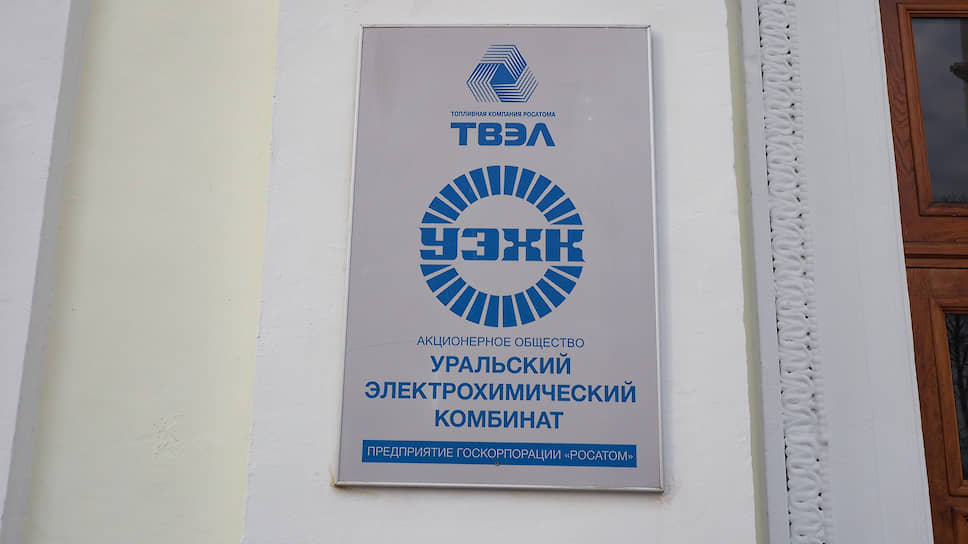 ТОПЛИВНАЯ КОМПАНИЯ РОСАТОМА
ТВЭЛ
УЭХК
АКЦИОНЕРНОЕ ОБЩЕСТВО
УРАЛЬСКИЙ
ЭЛЕКТРОХИМИЧЕСКИЙ
КОМБИНАТ
ПРЕДПРИЯТИЕ ГОСКОРПОРАЦИИ «РОСАТОМ»